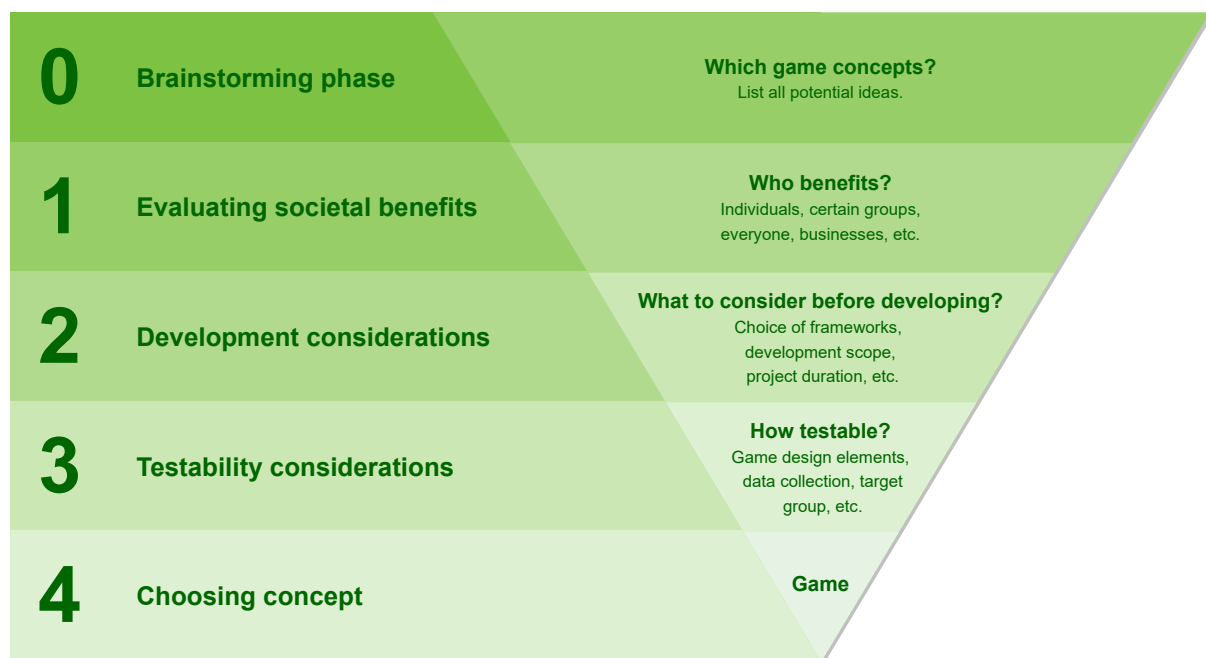 0
Brainstorming phase
Which game concepts?
List all potential ideas.
1
Evaluating societal benefits
Who benefits?
Individuals, certain groups,
everyone, businesses, etc.
2
Development considerations
What to consider before developing?
Choice of frameworks,
development scope,
project duration, etc.
3
Testability considerations
How testable?
Game design elements,
data collection, target
group, etc.
4
Choosing concept
Game